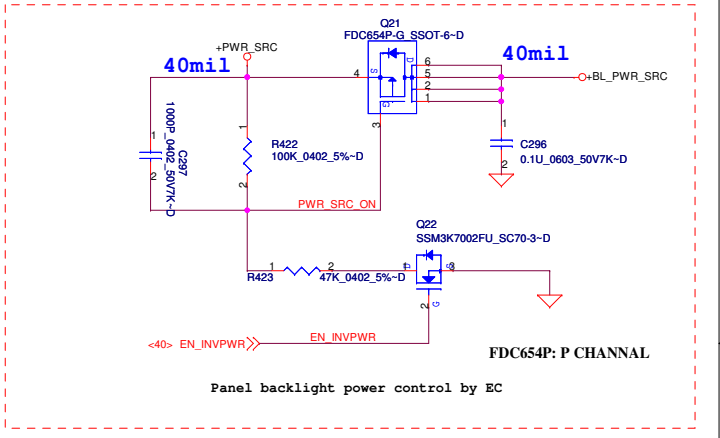 Q21
FDC654P-G_SSOT-6~D
+PWR_SRC
40mil
40mil
4
S
D
G
6
5
2
1
+BL_PWR_SRC
3
1
2
1000P_0402_50V7K~D
C297
1
2
R422
100K_0402_5%~D
1
2
C296
0.1U_0603_50V7K~D
PWR_SRC_ON
Q22
SSM3K7002FU_SC70-3~D
R423
1
2
47K_0402_5%~D
1
D
S
3
2
G
<40> EN_INVPWR
EN_INVPWR
FDC654P: P CHANNAL
Panel backlight power control by EC